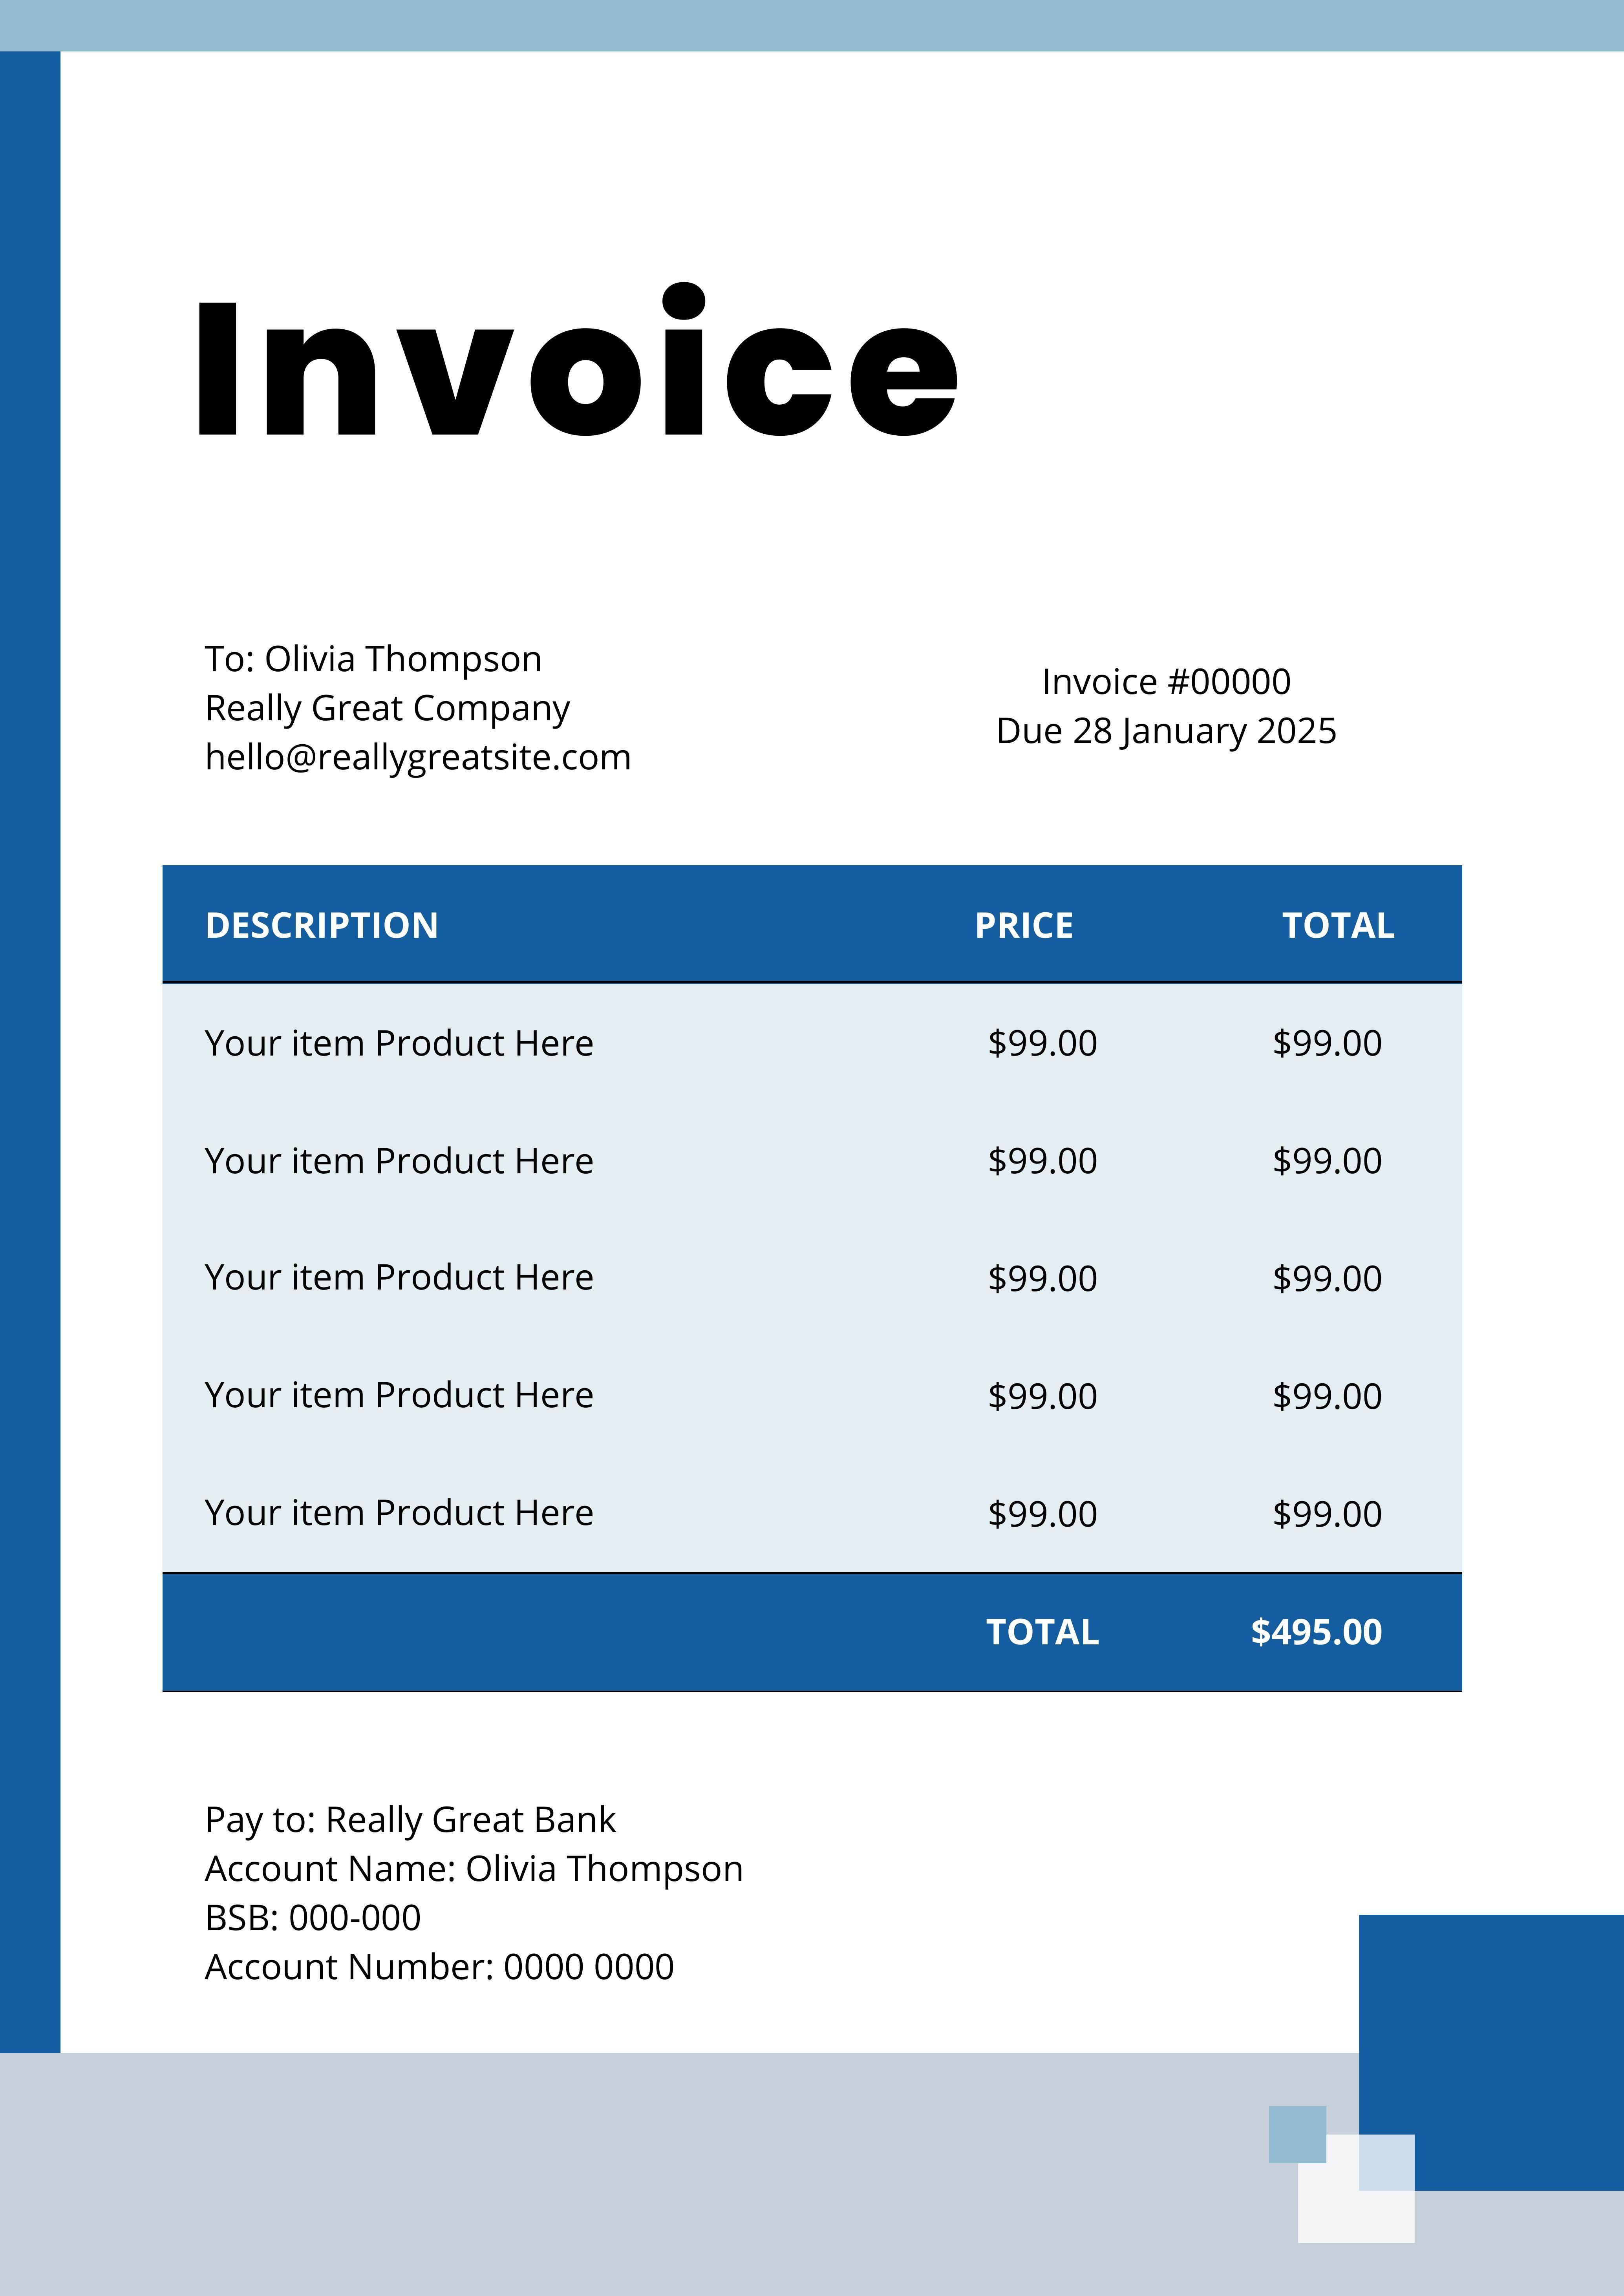 Invoice
To: Olivia Thompson
Really Great Company
hello@reallygreatsite.com
Invoice #00000
Due 28 January 2025
DESCRIPTION PRICE TOTAL
Your item Product Here $99.00 $99.00
Your item Product Here $99.00 $99.00
Your item Product Here $99.00 $99.00
Your item Product Here $99.00 $99.00
Your item Product Here $99.00 $99.00
TOTAL $495.00
Pay to: Really Great Bank
Account Name: Olivia Thompson
BSB: 000-000
Account Number: 0000 0000